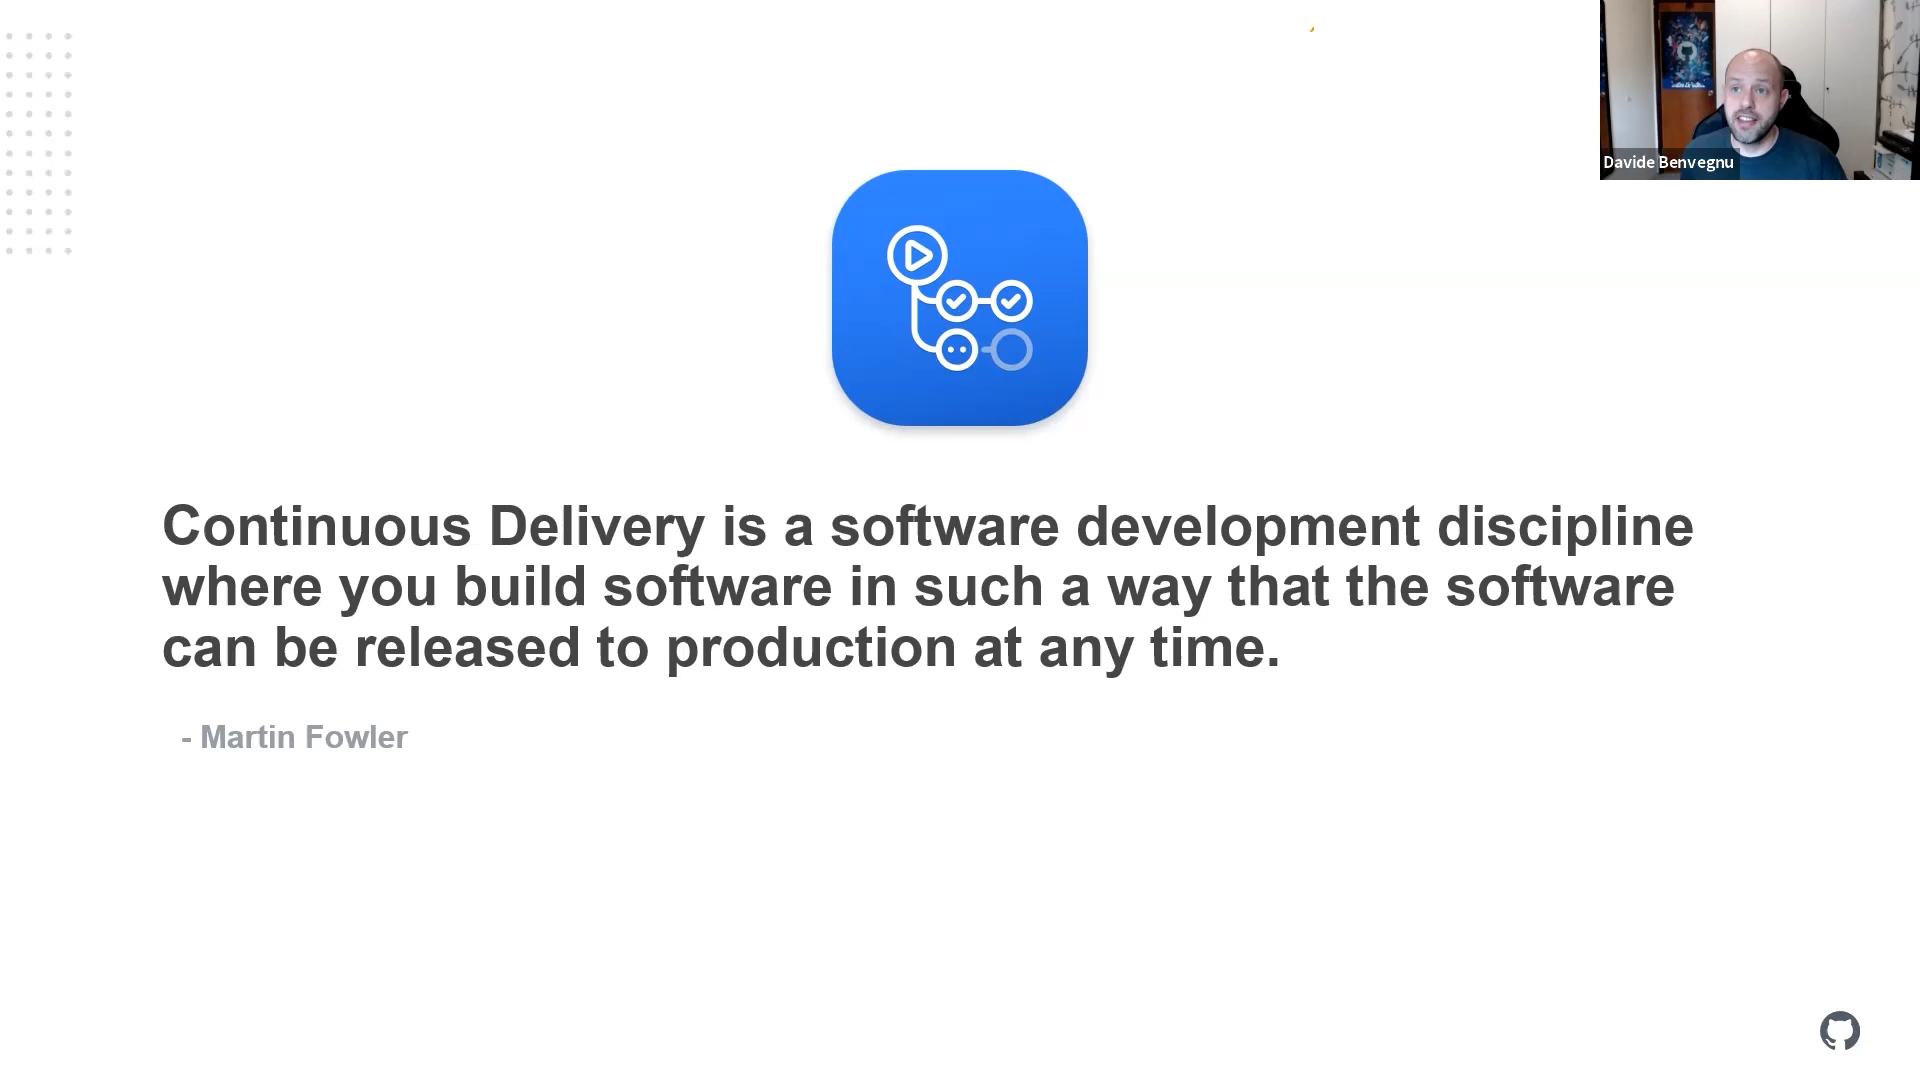 Davide Benvegnu
Continuous Delivery is a software development discipline
where you build software in such a way that the software
can be released to production at any time.
- Martin Fowler